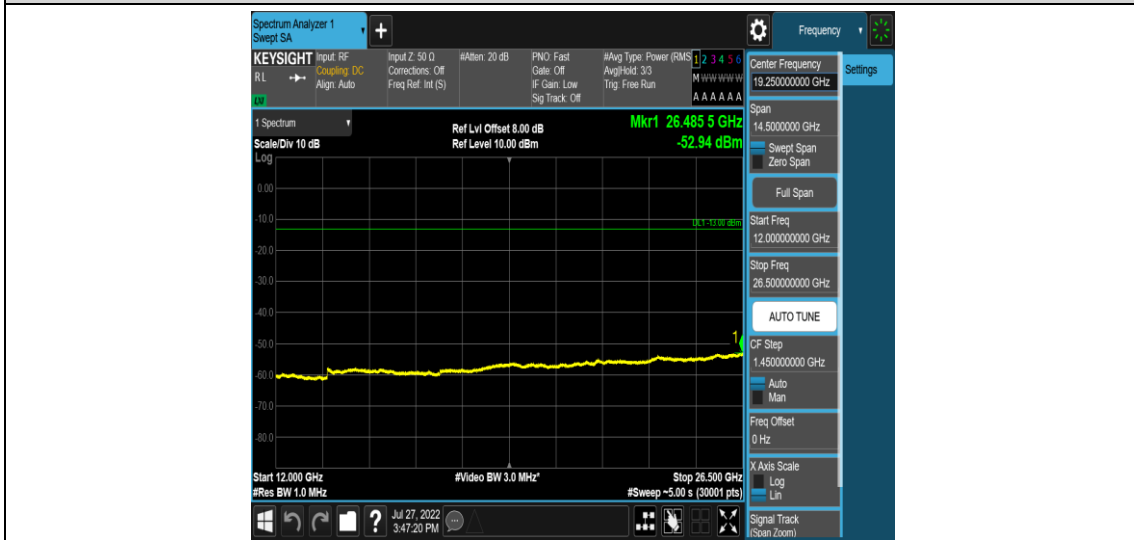 Spectrum Analyzer 1
Swept SA
+
Frequency
KEYSIGHT
RL
LXI
Input: RF
Coupling: DC
Align: Auto
Input Z: 50 Ω
Corrections: Off
Freq Ref: Int (S)
#Atten: 20 dB
PNO: Fast
Gate: Off
IF Gain: Low
Sig Track: Off
#Avg Type: Power (RMS
Avg|Hold: 3/3
Trig: Free Run
1 2 3 4 5 6
M W W W W W
A A A A A A
1 Spectrum
Scale/Div 10 dB
Log
Ref Lvl Offset 8.00 dB
Ref Level 10.00 dBm
Mkr1 26.485 5 GHz
-52.94 dBm
0.00
-10.0
DL1 -13.00 dBm
-20.0
-30.0
-40.0
-50.0
1
-60.0
-70.0
-80.0
Start 12.000 GHz
#Res BW 1.0 MHz
#Video BW 3.0 MHz*
Stop 26.500 GHz
#Sweep ~5.00 s (30001 pts)
Center Frequency
19.250000000 GHz
Settings
Span
14.5000000 GHz
Swept Span
Zero Span
Full Span
Start Freq
12.000000000 GHz
Stop Freq
26.500000000 GHz
AUTO TUNE
CF Step
1.450000000 GHz
Auto
Man
Freq Offset
0 Hz
X Axis Scale
Log
Lin
Signal Track
(Span Zoom)
?
Jul 27, 2022
3:47:20 PM